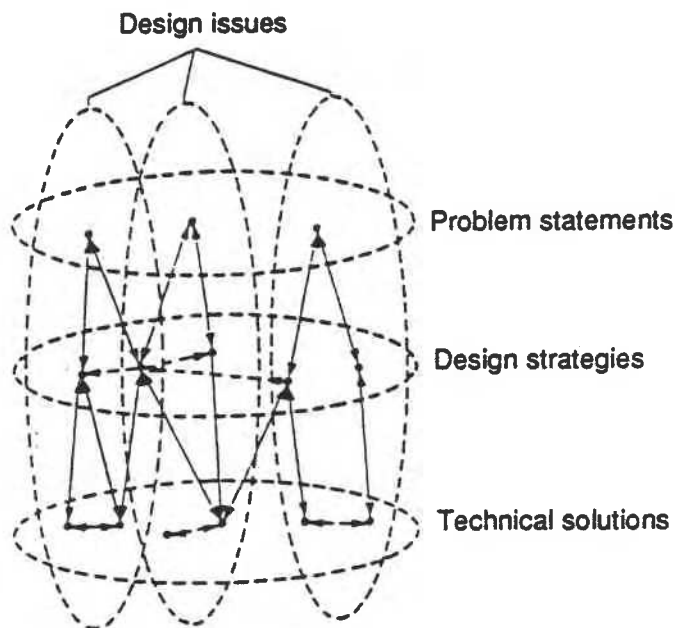 Design issues
Problem statements
Design strategies
Technical solutions